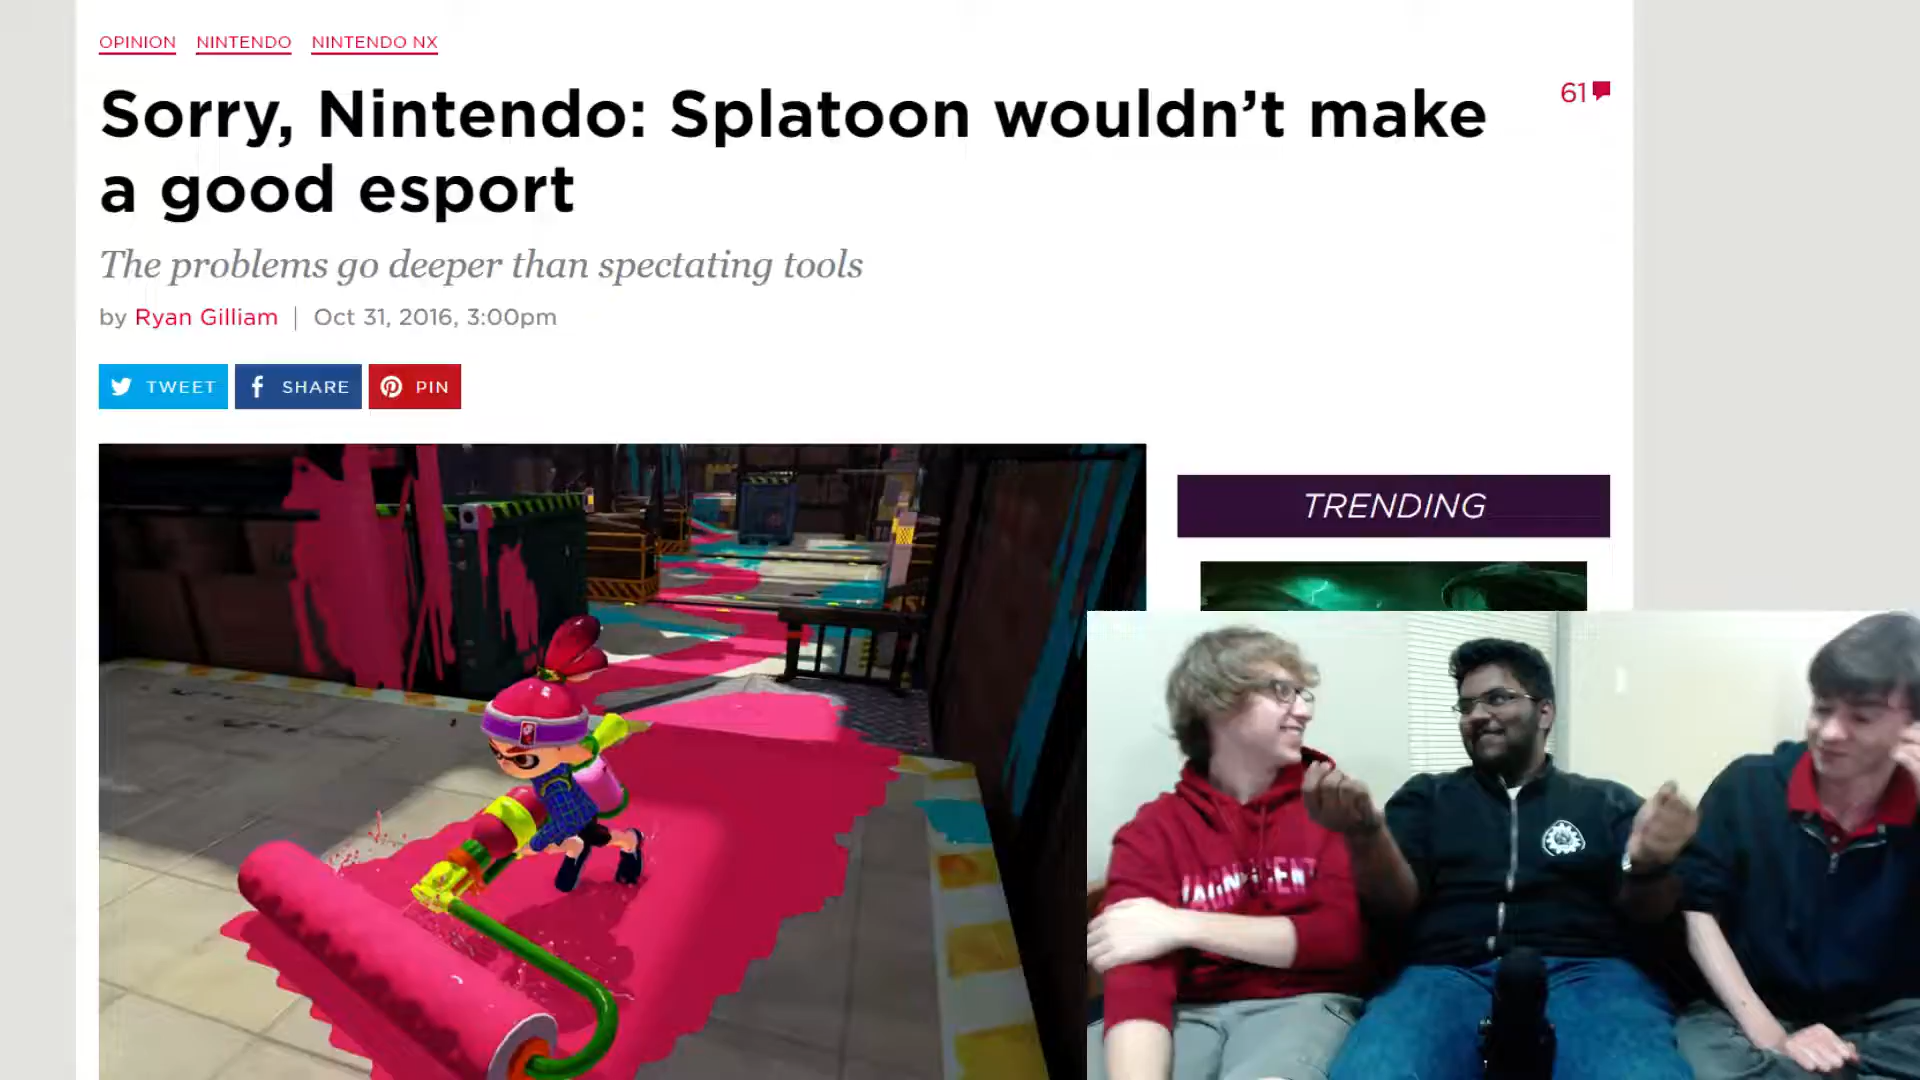 OPINION NINTENDO NINTENDO NX
Sorry, Nintendo: Splatoon wouldn’t make
a good esport
61
The problems go deeper than spectating tools
by Ryan Gilliam | Oct 31, 2016, 3:00pm
TWEET SHARE PIN
TRENDING